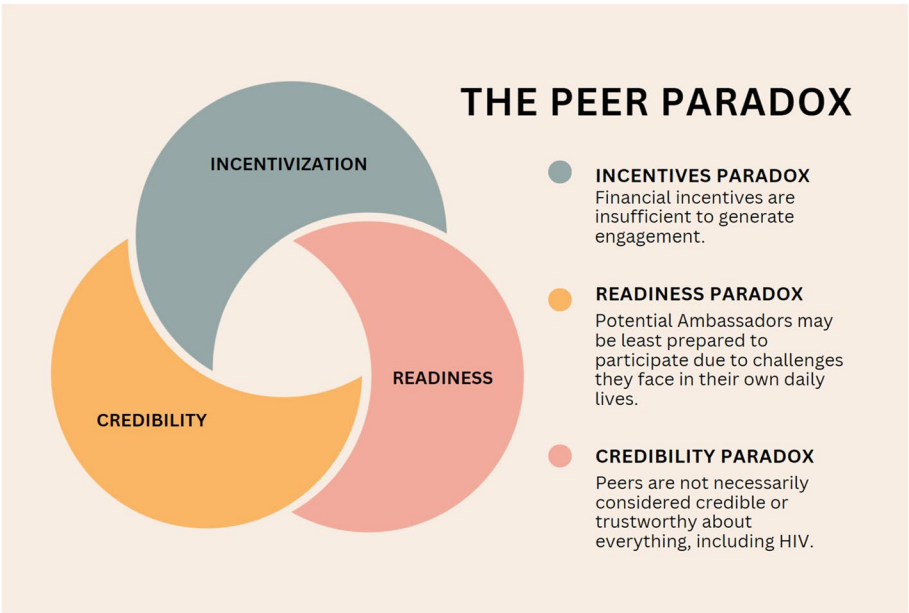 THE PEER PARADOX
INCENTIVIZATION
READINESS
CREDIBILITY
INCENTIVES PARADOX
Financial incentives are
insufficient to generate
engagement.
READINESS PARADOX
Potential Ambassadors may
be least prepared to
participate due to challenges
they face in their own daily
lives.
CREDIBILITY PARADOX
Peers are not necessarily
considered credible or
trustworthy about
everything, including HIV.